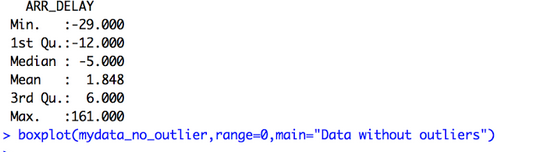 ARR_DELAY
Min.   :-29.000
1st Qu.:-12.000
Median : -5.000
Mean   :  1.848
3rd Qu.:  6.000
Max.   :161.000
> boxplot(mydata_no_outlier,range=0,main="Data without outliers")